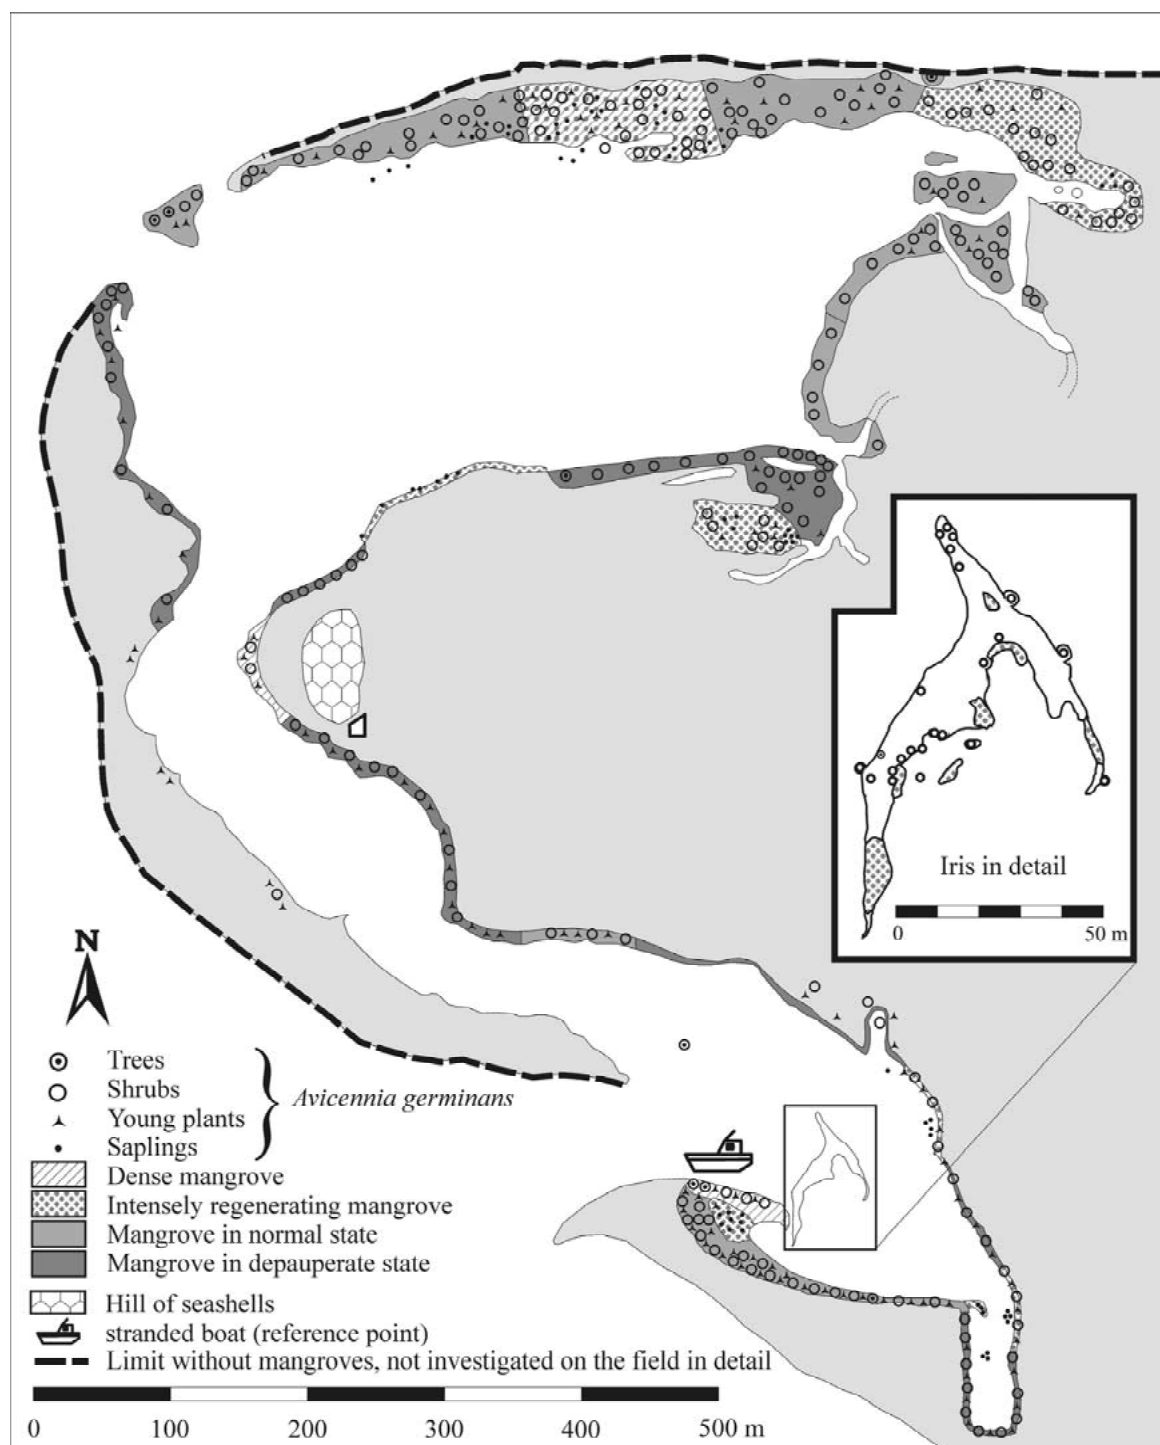 Iris in detail
0 50 m
N
Trees
Shrubs
Avicennia germinans
Young plants
Saplings
Dense mangrove
Intensely regenerating mangrove
Mangrove in normal state
Mangrove in depauperate state
Hill of seashells
stranded boat (reference point)
Limit without mangroves, not investigated on the field in detail
0 100 200 300 400 500 m